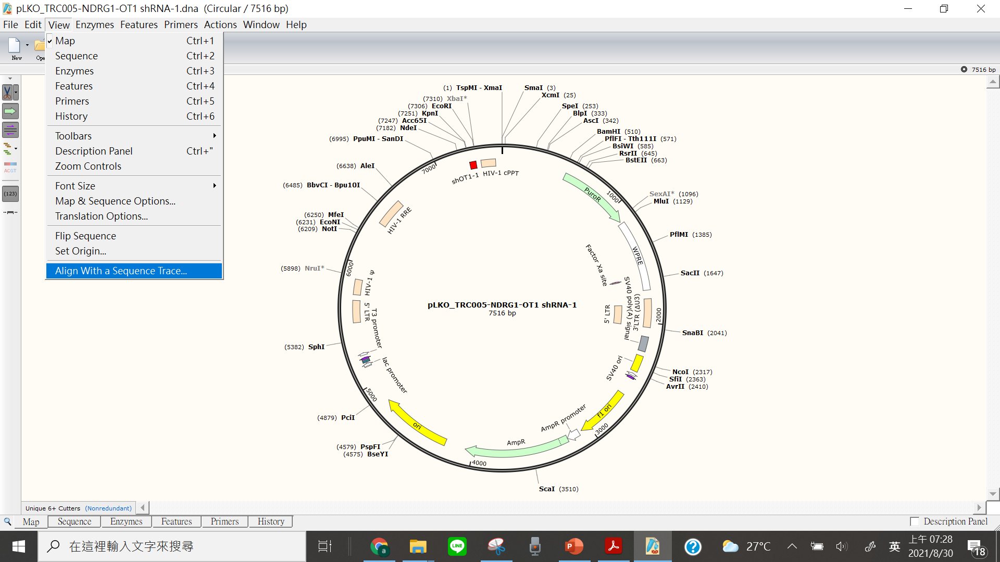 pLKO_TRC005-NDRG1-OT1 shRNA-1.dna (Circular / 7516 bp)
File Edit View Enzymes Features Primers Actions Window Help
New
Ope
Map Ctrl+1
Sequence Ctrl+2
Enzymes Ctrl+3
Features Ctrl+4
Primers Ctrl+5
History Ctrl+6
Toolbars
Description Panel Ctrl+"
Zoom Controls
Font Size
Map & Sequence Options...
Translation Options...
Flip Sequence
Set Origin...
Align With a Sequence Trace...
7516 bp
ACGT
(123)
(1) TspMI - XmaI
SmaI (3)
XcmI (25)
(7310) XbaI*
(7306) EcoRI
(7251) KpnI
(7247) Acc65I
(7182) NdeI
(6995) PpuMI - SanDI
(6638) AleI
(6485) BbvCI - Bpu10I
(6250) MfeI
(6231) EcoNI
(6209) NotI
(5898) NruI*
(5382) SphI
(4879) PciI
(4579) PspFI
(4575) BseYI
SpeI (253)
BlpI (333)
AscI (342)
BamHI (510)
PflFI - Tth111I (571)
BsiWI (585)
RsrII (645)
BstEII (663)
SexAI* (1096)
MluI (1129)
PflMI (1385)
SacII (1647)
SnaBI (2041)
NcoI (2317)
SfiI (2363)
AvrII (2410)
ScaI (3510)
1000
2000
3000
4000
5000
6000
7000
shOT1-1
HIV-1 cPPT
PuroR
WPRE
Factor Xa site
SV40 poly(A) signal
3' LTR (ΔU3)
5' LTR
SV40 ori
f1 ori
AmpR promoter
AmpR
ori
lac promoter
T3 promoter
5' LTR
HIV-1 ψ
HIV-1 RRE
pLKO_TRC005-NDRG1-OT1 shRNA-1
7516 bp
Unique 6+ Cutters (Nonredundant)
Map Sequence Enzymes Features Primers History
Description Panel
在這裡輸入文字來搜尋
a
LINE
P
?
27°C
英
上午 07:28
2021/8/30
18